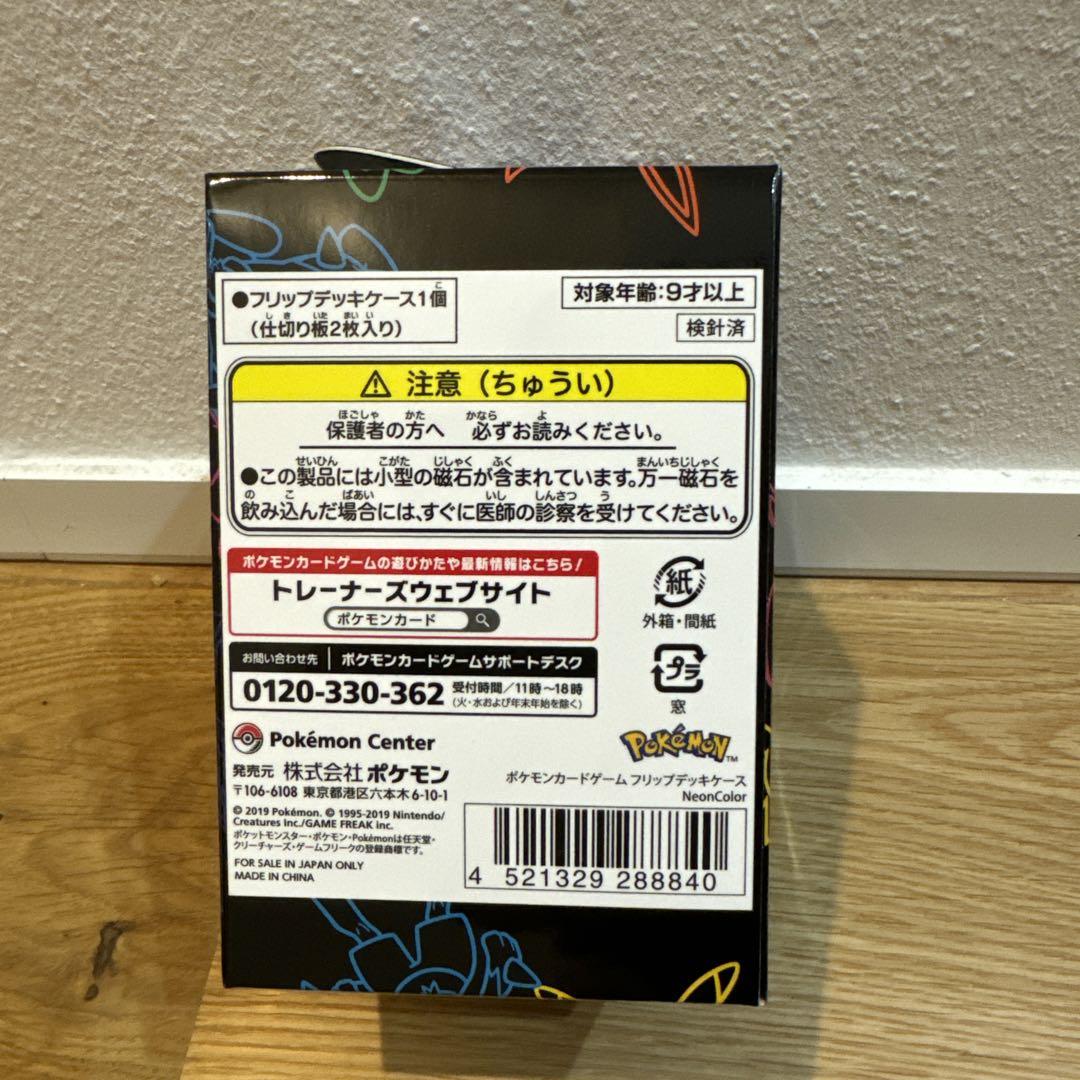 ●フリップデッキケース1個
(仕切り板2枚入り)
対象年齢:9才以上
検針済
⚠ 注意(ちゅうい)
保護者の方へ 必ずお読みください。
●この製品には小型の磁石が含まれています。万一磁石を
飲み込んだ場合には、すぐに医師の診察を受けてください。
ポケモンカードゲームの遊びかたや最新情報はこちら!
トレーナーズウェブサイト
ポケモンカード
紙
外箱・間紙
お問い合わせ先 ポケモンカードゲームサポートデスク
0120-330-362 受付時間/11時〜18時
(火・水および年末年始を除く)
プラ
窓
Pokémon Center
発売元 株式会社ポケモン
〒106-6108 東京都港区六本木6-10-1
© 2019 Pokémon. © 1995-2019 Nintendo/
Creatures Inc./GAME FREAK inc.
ポケットモンスター・ポケモン・Pokémonは任天堂・
クリーチャーズ・ゲームフリークの登録商標です。
FOR SALE IN JAPAN ONLY
MADE IN CHINA
POKéMON™
ポケモンカードゲーム フリップデッキケース
NeonColor
4 521329 288840